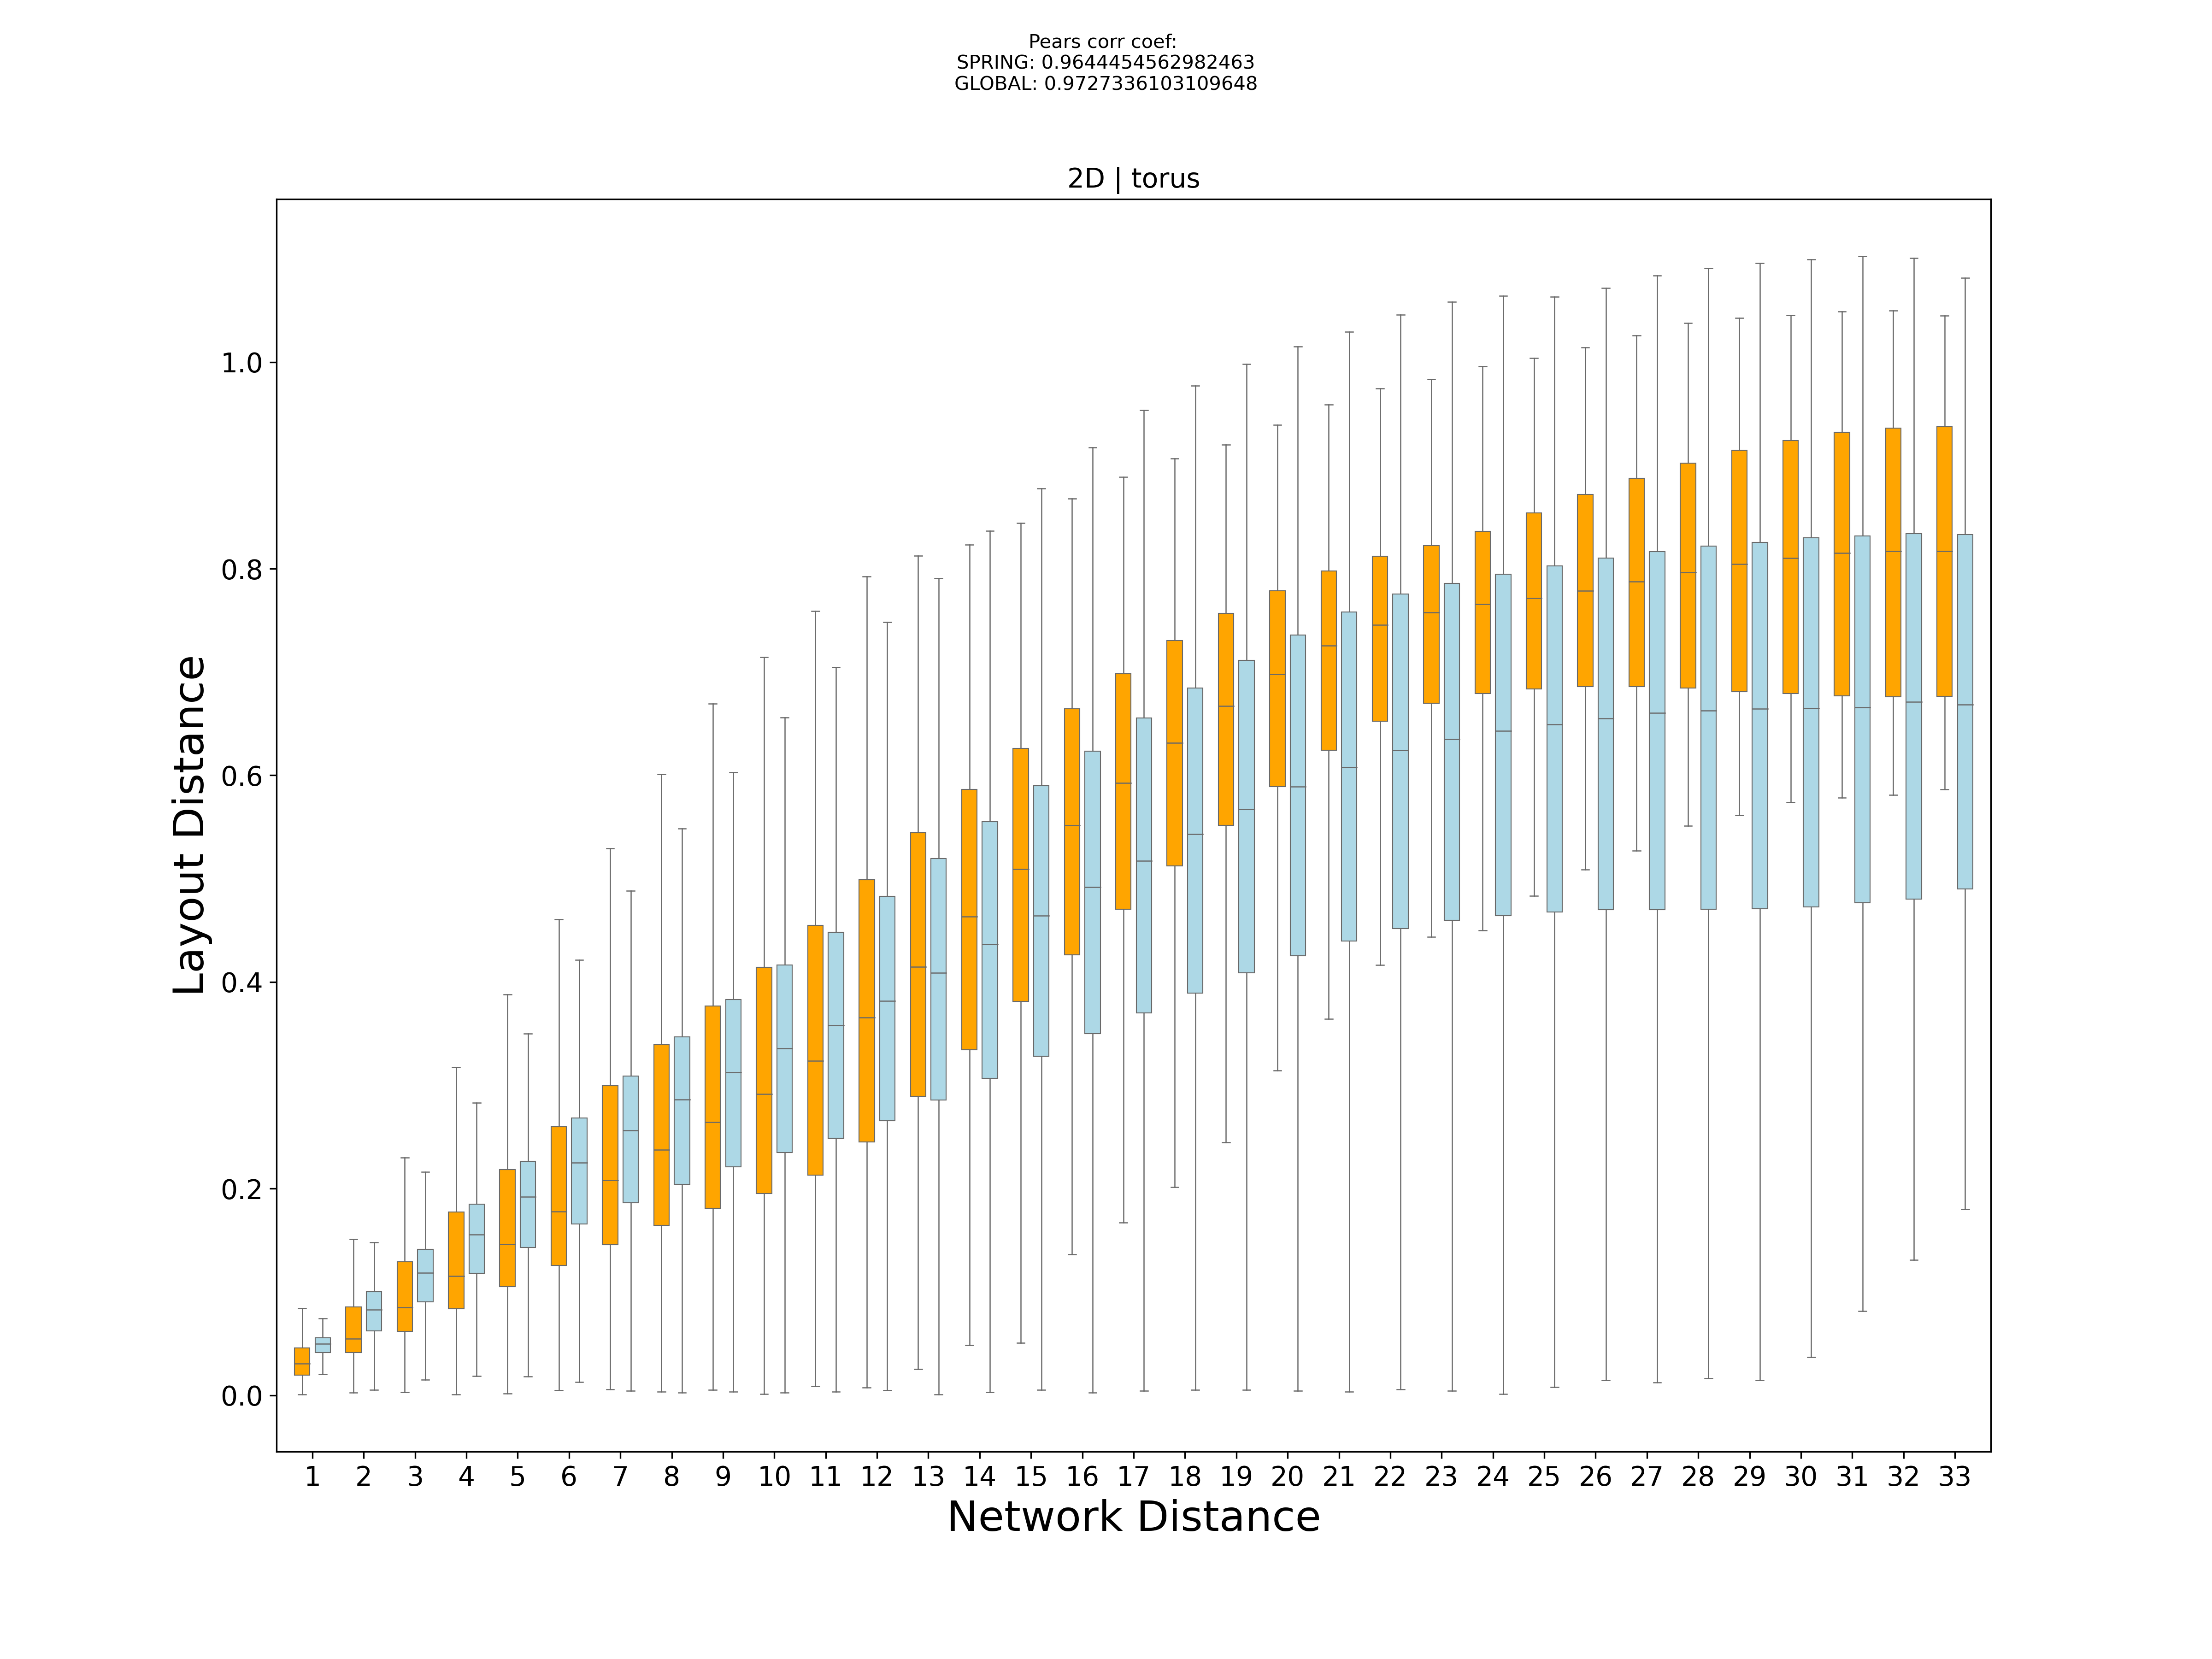 Pears corr coef:
SPRING: 0.9644454562982463
GLOBAL: 0.9727336103109648
2D | torus
Layout Distance
1.0
0.8
0.6
0.4
0.2
0.0
1 2 3 4 5 6 7 8 9 10 11 12 13 14 15 16 17 18 19 20 21 22 23 24 25 26 27 28 29 30 31 32 33
Network Distance